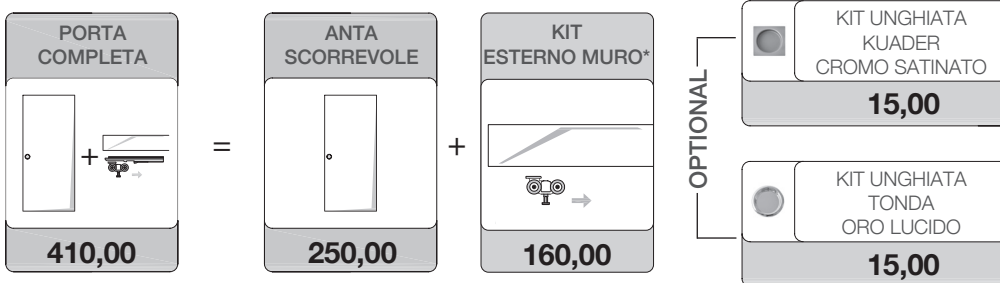 PORTA
COMPLETA
+
410,00
=
ANTA
SCORREVOLE
250,00
+
KIT
ESTERNO MURO*
160,00
OPTIONAL
KIT UNGHIATA
KUADER
CROMO SATINATO
15,00
KIT UNGHIATA
TONDA
ORO LUCIDO
15,00